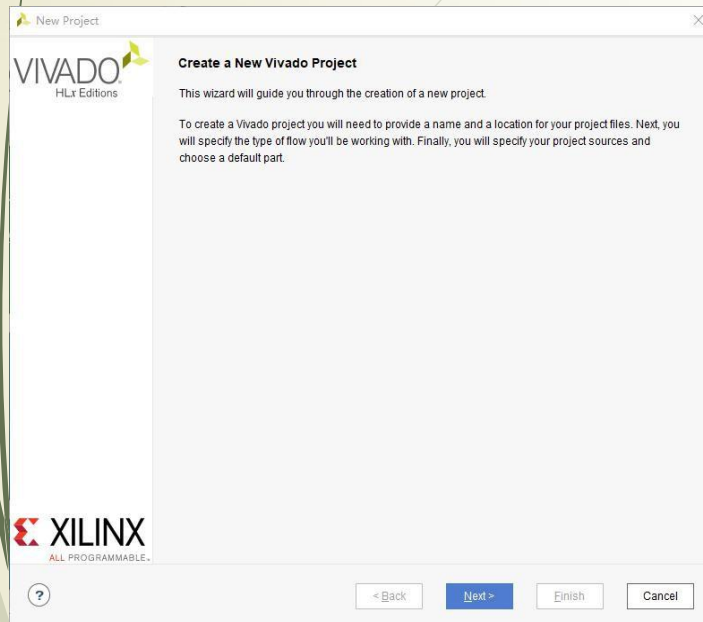 New Project
VIVADO.
HLx Editions
Create a New Vivado Project
This wizard will guide you through the creation of a new project.
To create a Vivado project you will need to provide a name and a location for your project files. Next, you
will specify the type of flow you'll be working with. Finally, you will specify your project sources and
choose a default part.
XILINX
ALL PROGRAMMABLE.
?
< Back
Next >
Finish
Cancel